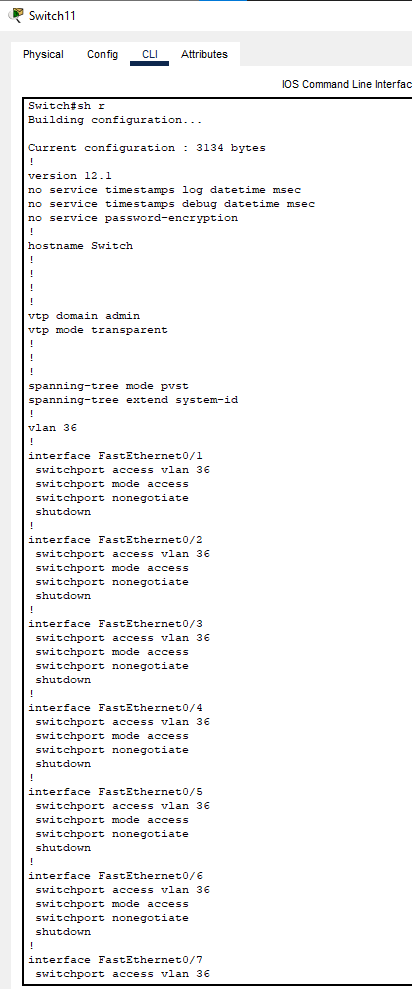 Switch11
Physical Config CLI Attributes
IOS Command Line Interfac
Switch#sh r
Building configuration...
Current configuration : 3134 bytes
!
version 12.1
no service timestamps log datetime msec
no service timestamps debug datetime msec
no service password-encryption
!
hostname Switch
!
!
!
!
vtp domain admin
vtp mode transparent
!
!
!
spanning-tree mode pvst
spanning-tree extend system-id
!
vlan 36
!
interface FastEthernet0/1
 switchport access vlan 36
 switchport mode access
 switchport nonegotiate
 shutdown
!
interface FastEthernet0/2
 switchport access vlan 36
 switchport mode access
 switchport nonegotiate
 shutdown
!
interface FastEthernet0/3
 switchport access vlan 36
 switchport mode access
 switchport nonegotiate
 shutdown
!
interface FastEthernet0/4
 switchport access vlan 36
 switchport mode access
 switchport nonegotiate
 shutdown
!
interface FastEthernet0/5
 switchport access vlan 36
 switchport mode access
 switchport nonegotiate
 shutdown
!
interface FastEthernet0/6
 switchport access vlan 36
 switchport mode access
 switchport nonegotiate
 shutdown
!
interface FastEthernet0/7
 switchport access vlan 36